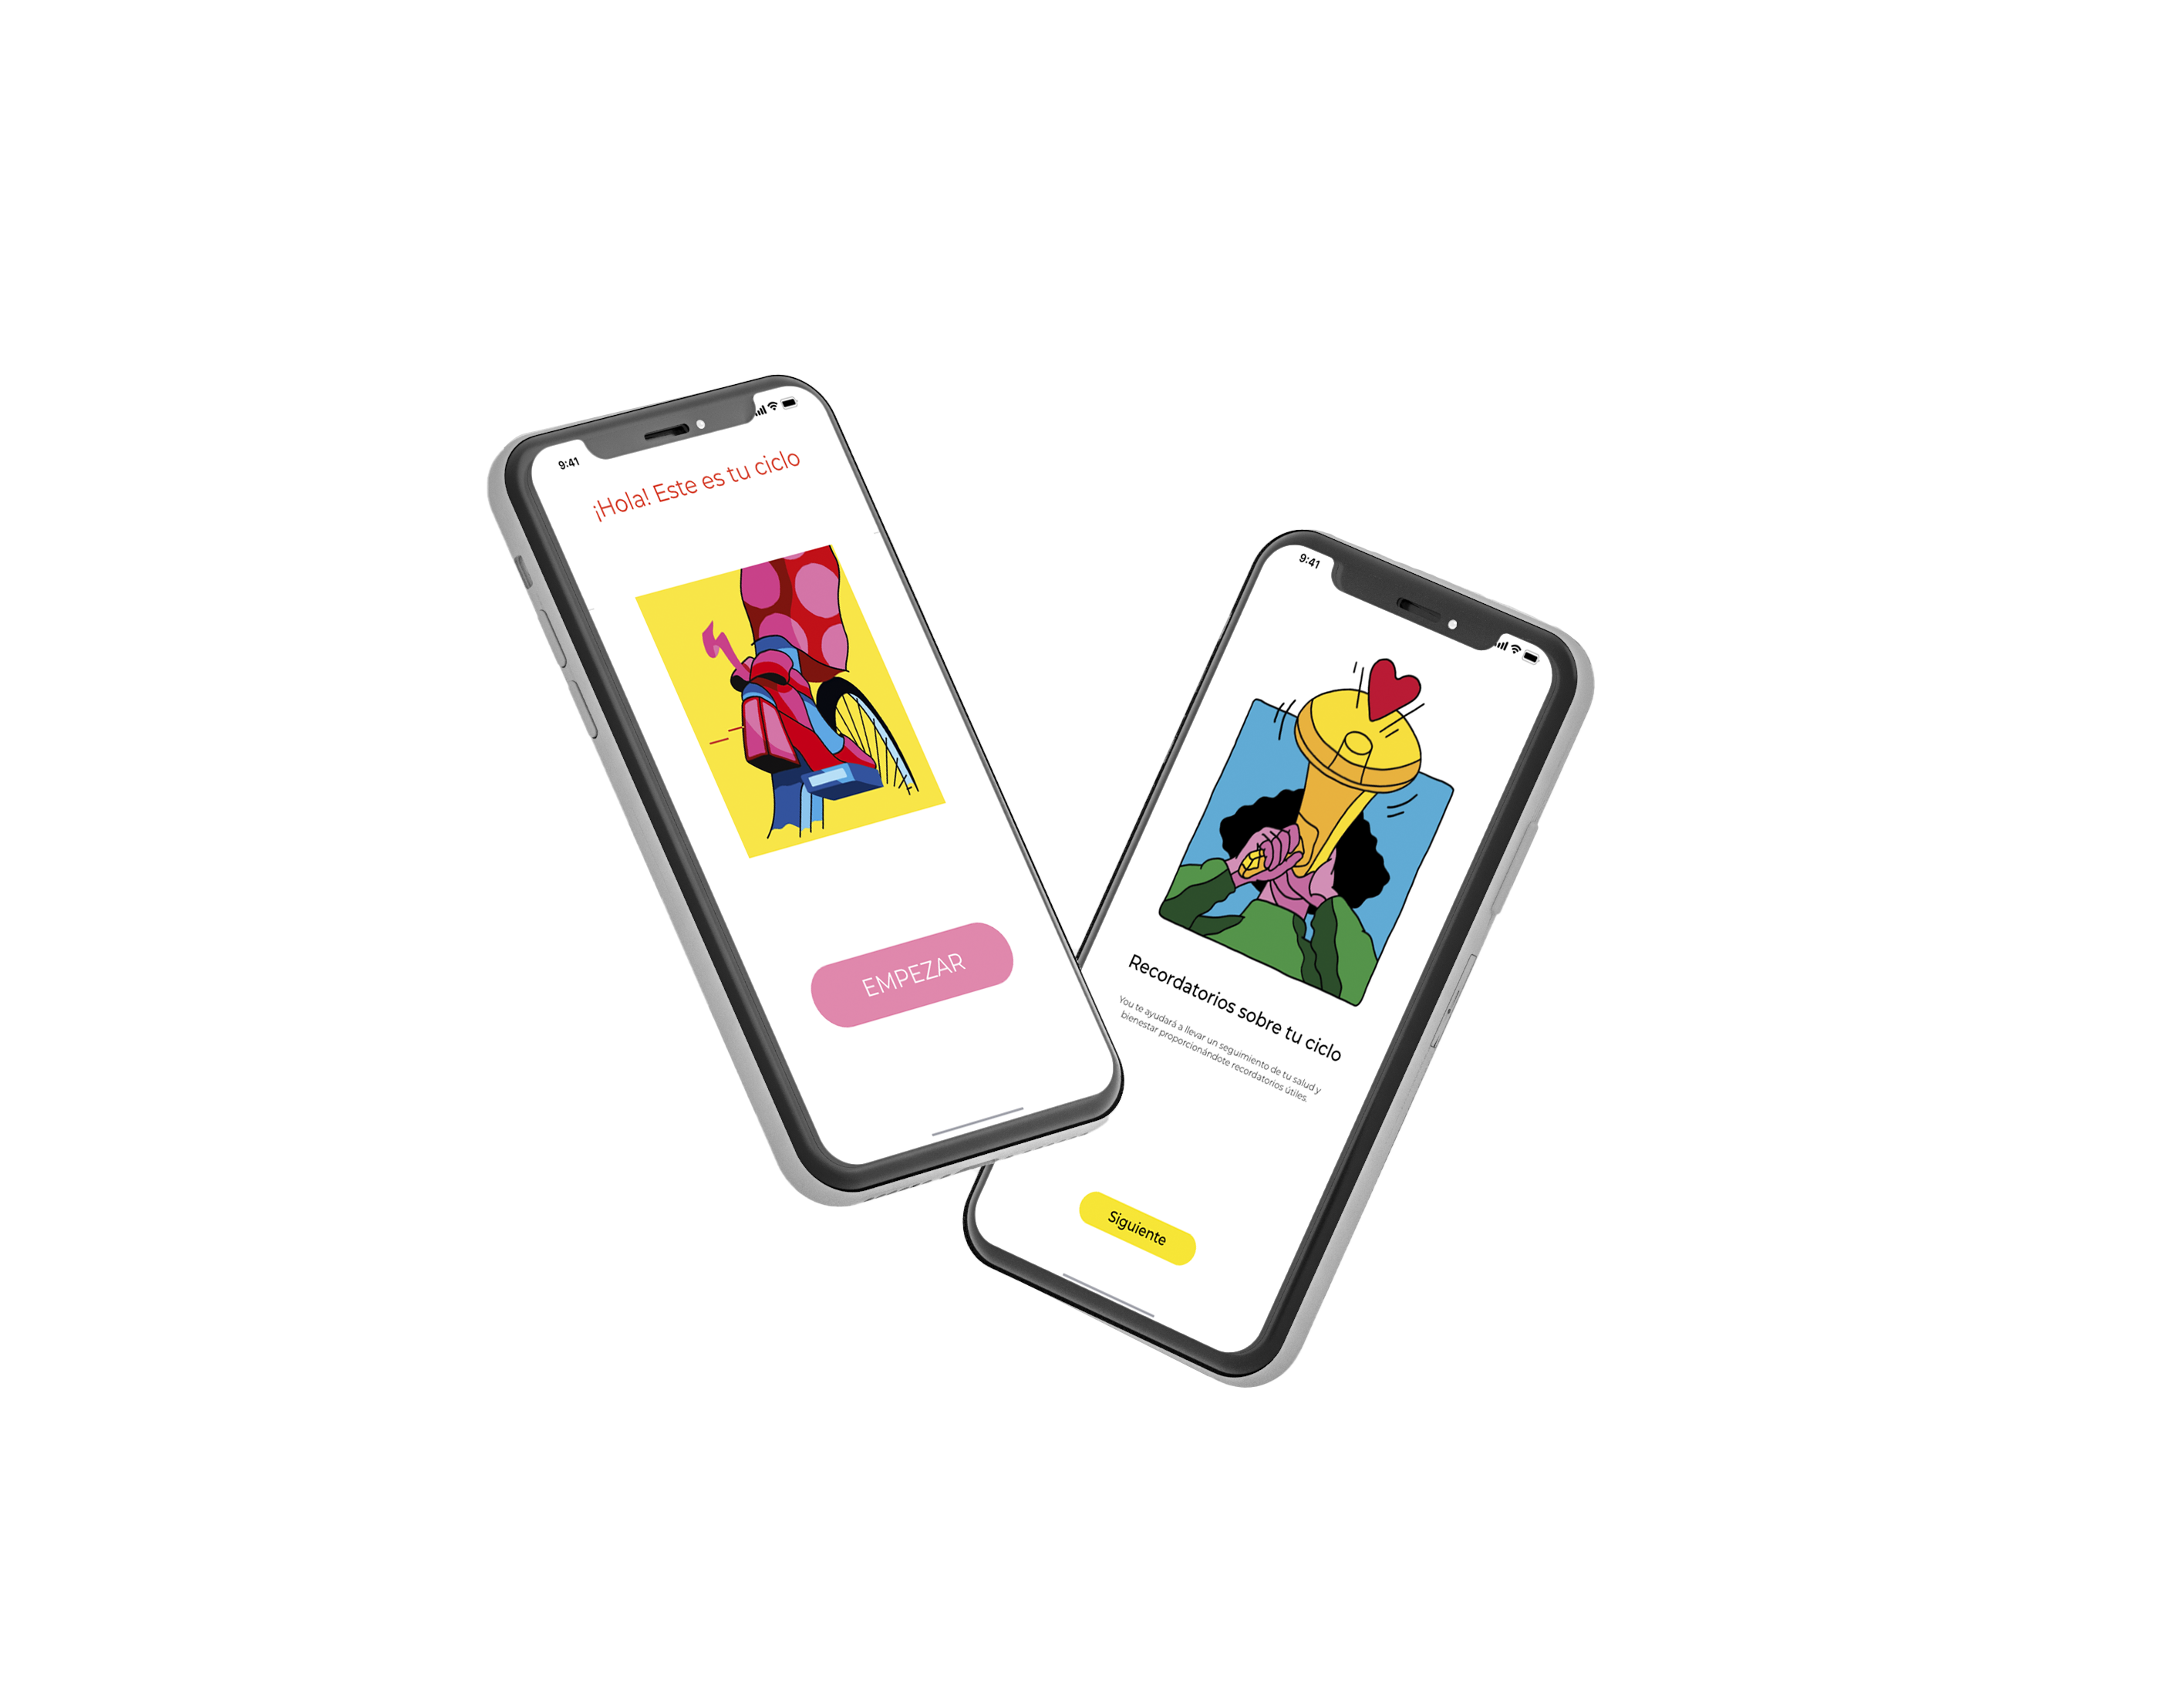 9:41
¡Hola! Este es tu ciclo
EMPEZAR
9:41
Recordatorios sobre tu ciclo
You te ayudará a llevar un seguimiento de tu salud y
bienestar proporcionándote recordatorios útiles.
Siguiente